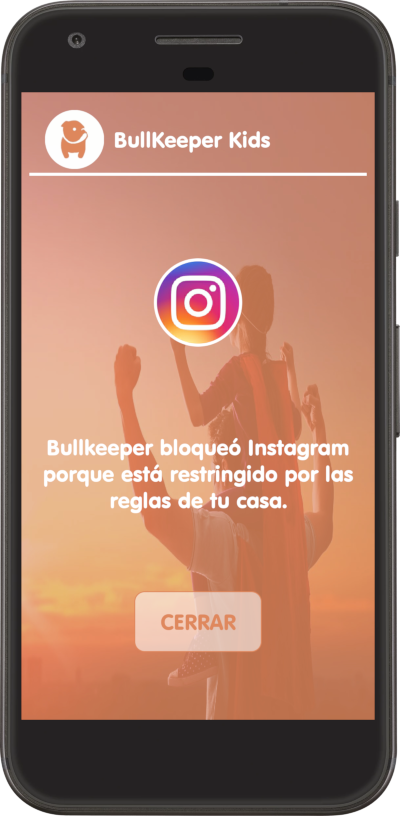 BullKeeper Kids
Bullkeeper bloqueó Instagram
porque está restringido por las
reglas de tu casa.
CERRAR